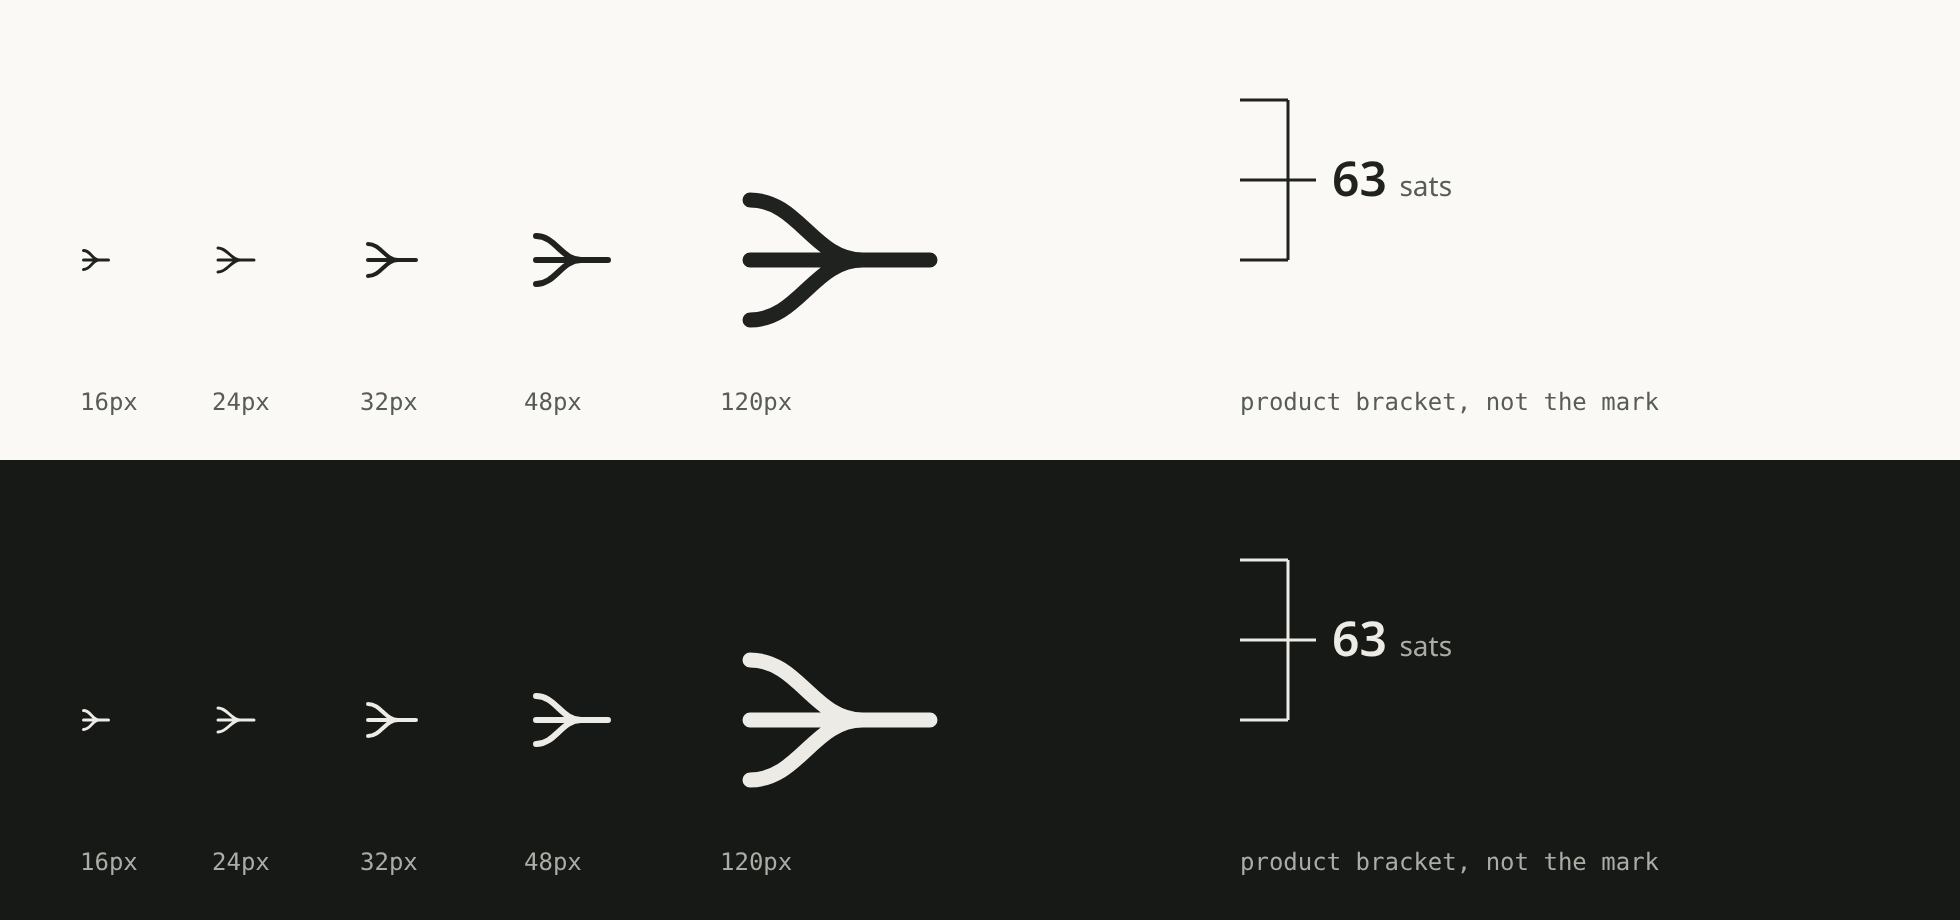 63 sats
16px 24px 32px 48px 120px product bracket, not the mark
63 sats
16px 24px 32px 48px 120px product bracket, not the mark